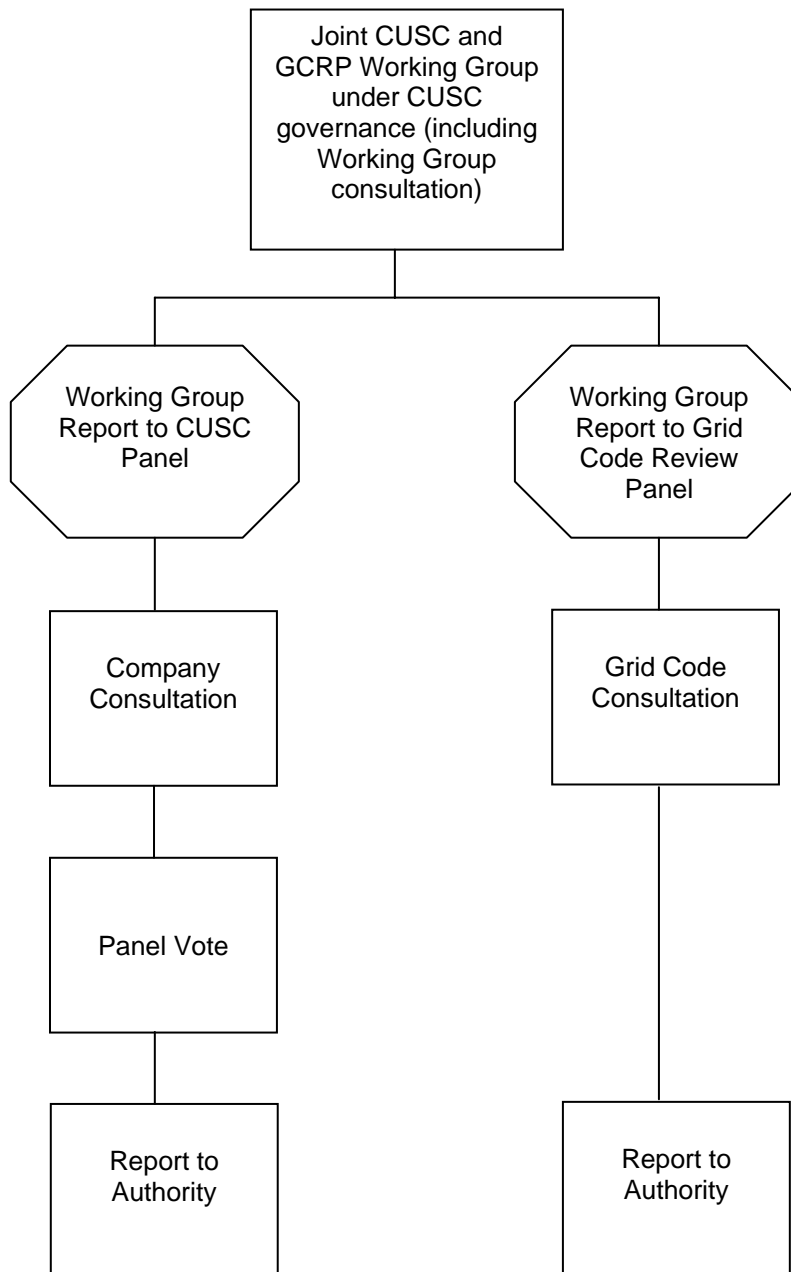 Joint CUSC and
GCRP Working Group
under CUSC
governance (including
Working Group
consultation)
Working Group
Report to CUSC
Panel
Working Group
Report to Grid
Code Review
Panel
Company
Consultation
Grid Code
Consultation
Panel Vote
Report to
Authority
Report to
Authority